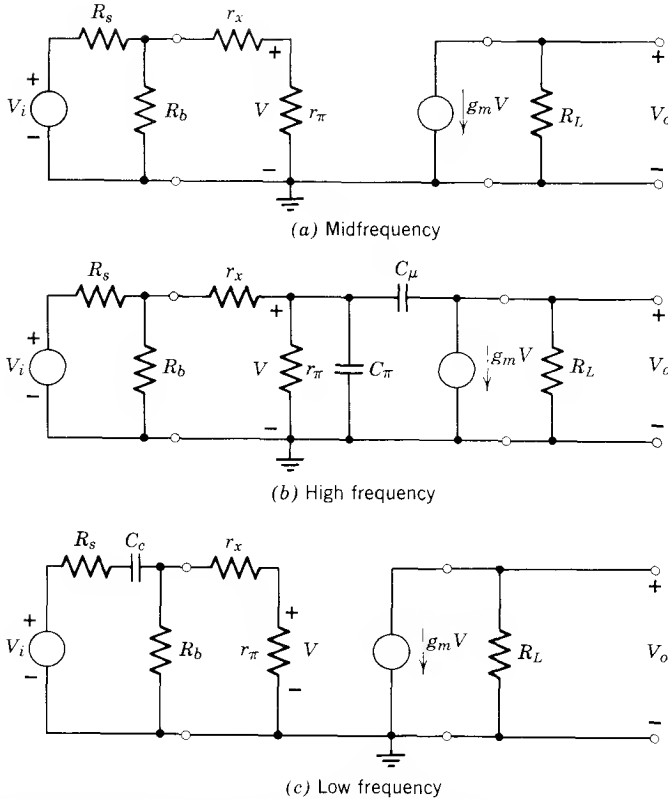 R_s r_x
+ + +
V_i R_b V r_π g_m V R_L V_o
− − −
(a) Midfrequency
C_μ
R_s r_x
+ + +
V_i R_b V r_π C_π g_m V R_L V_o
− − −
(b) High frequency
R_s C_c r_x
+ + +
V_i R_b r_π V g_m V R_L V_o
− − −
(c) Low frequency